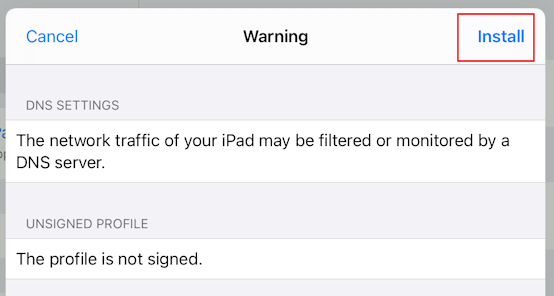 Cancel Warning Install
DNS SETTINGS
The network traffic of your iPad may be filtered or monitored by a
DNS server.
UNSIGNED PROFILE
The profile is not signed.